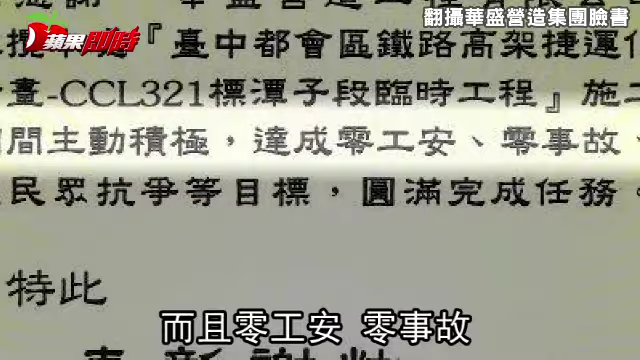 翻攝華盛營造集團臉書
蘋果即時
『臺中都會區鐵路高架捷運化
畫-CCL321標潭子段臨時工程』施工
間主動積極，達成零工安、零事故、
民眾抗爭等目標，圓滿完成任務。
特此
而且零工安 零事故